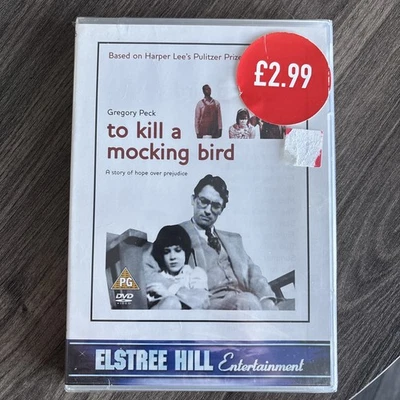 Based on Harper Lee's Pulitzer Prize
£2.99
Gregory Peck
to kill a
mocking bird
A story of hope over prejudice
PG
DVD
ELSTREE HILL Entertainment